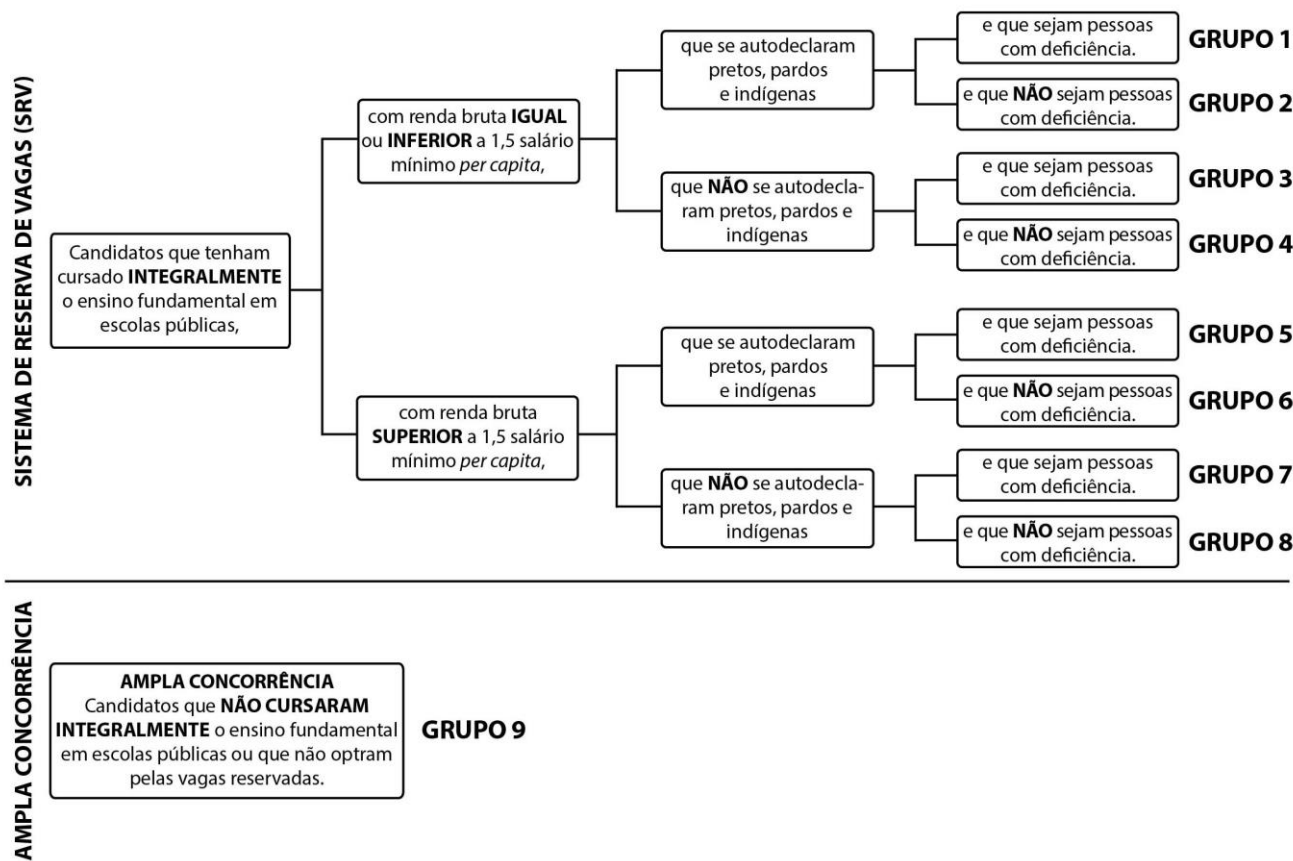 SISTEMA DE RESERVA DE VAGAS (SRV)
Candidatos que tenham
cursado INTEGRALMENTE
o ensino fundamental em
escolas públicas,
com renda bruta IGUAL
ou INFERIOR a 1,5 salário
mínimo per capita,
que se autodeclaram
pretos, pardos
e indígenas
e que sejam pessoas
com deficiência.
GRUPO 1
e que NÃO sejam pessoas
com deficiência.
GRUPO 2
que NÃO se autodecla-
ram pretos, pardos e
indígenas
e que sejam pessoas
com deficiência.
GRUPO 3
e que NÃO sejam pessoas
com deficiência.
GRUPO 4
com renda bruta
SUPERIOR a 1,5 salário
mínimo per capita,
que se autodeclaram
pretos, pardos
e indígenas
e que sejam pessoas
com deficiência.
GRUPO 5
e que NÃO sejam pessoas
com deficiência.
GRUPO 6
que NÃO se autodecla-
ram pretos, pardos e
indígenas
e que sejam pessoas
com deficiência.
GRUPO 7
e que NÃO sejam pessoas
com deficiência.
GRUPO 8
AMPLA CONCORRÊNCIA
AMPLA CONCORRÊNCIA
Candidatos que NÃO CURSARAM
INTEGRALMENTE o ensino fundamental
em escolas públicas ou que não optram
pelas vagas reservadas.
GRUPO 9